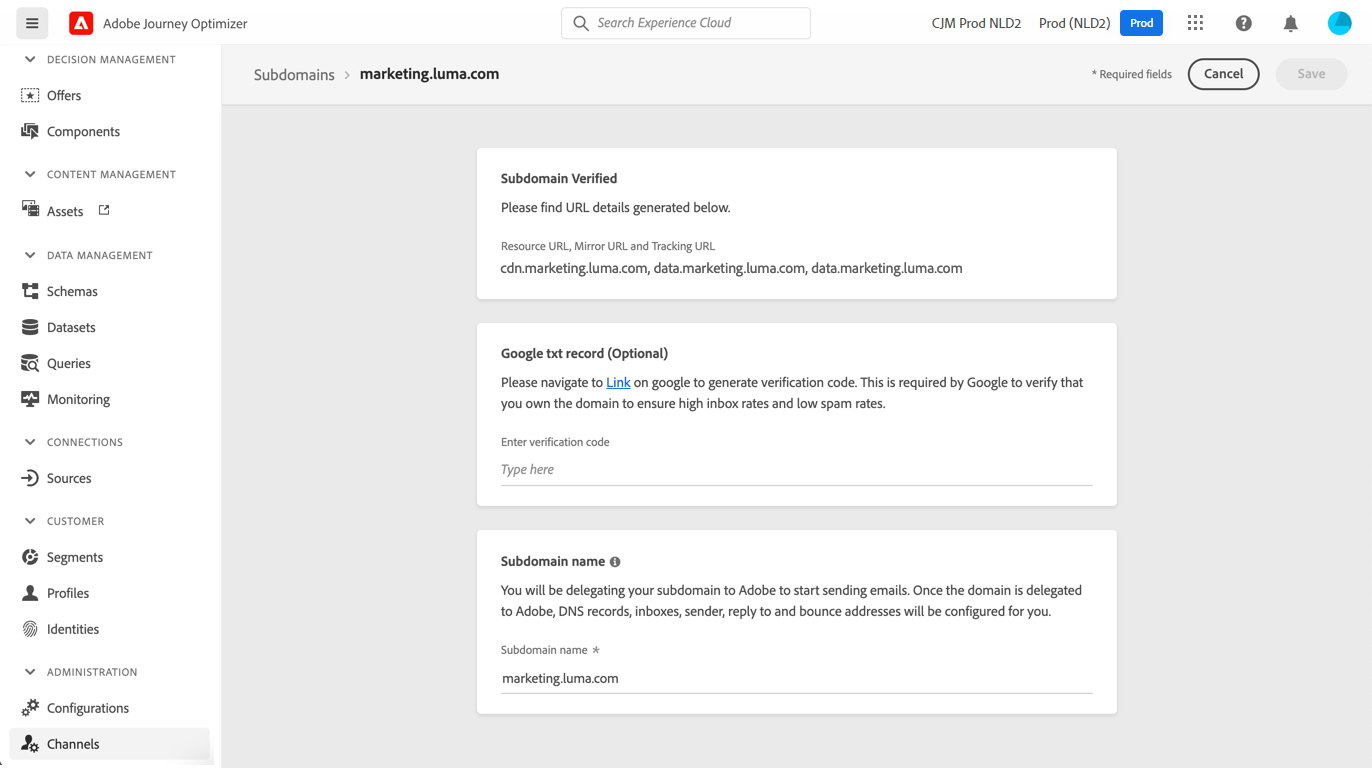 Adobe Journey Optimizer
Search Experience Cloud
CJM Prod NLD2
Prod (NLD2)
Prod
DECISION MANAGEMENT
Offers
Components
CONTENT MANAGEMENT
Assets
DATA MANAGEMENT
Schemas
Datasets
Queries
Monitoring
CONNECTIONS
Sources
CUSTOMER
Segments
Profiles
Identities
ADMINISTRATION
Configurations
Channels
Subdomains > marketing.luma.com
* Required fields
Cancel
Save
Subdomain Verified
Please find URL details generated below.
Resource URL, Mirror URL and Tracking URL
cdn.marketing.luma.com, data.marketing.luma.com, data.marketing.luma.com
Google txt record (Optional)
Please navigate to Link on google to generate verification code. This is required by Google to verify that
you own the domain to ensure high inbox rates and low spam rates.
Enter verification code
Type here
Subdomain name
You will be delegating your subdomain to Adobe to start sending emails. Once the domain is delegated
to Adobe, DNS records, inboxes, sender, reply to and bounce addresses will be configured for you.
Subdomain name *
marketing.luma.com